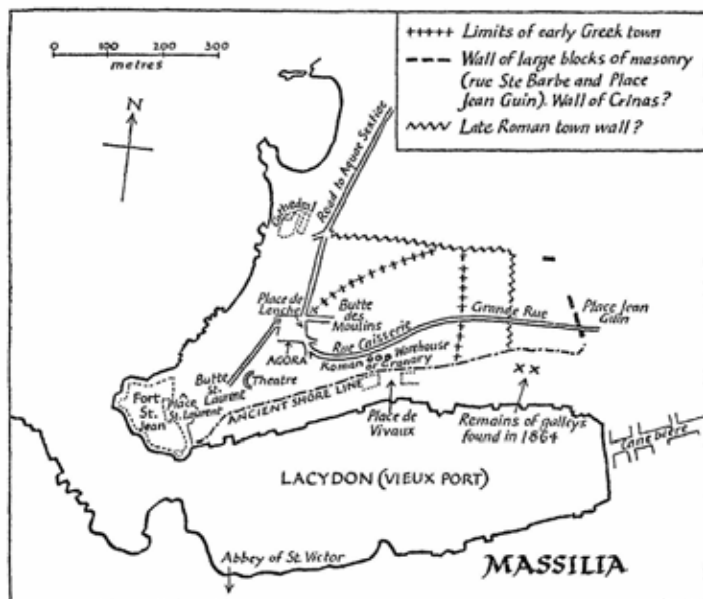 0 100 200 300
metres
N
Limits of early Greek town
Wall of large blocks of masonry
(rue Ste Barbe and Place
Jean Guin). Wall of Crinas?
Late Roman town wall?
Road to Aquae Sextiae
Cathedral
Place de
Lenche
Butte
des
Moulins
Grande Rue
Place Jean
Guin
Rue Caisserie
AGORA
Roman Warehouse
or Granary
Butte
St.
Laurent
Theatre
Fort
St.
Jean
Place
St. Laurent
ANCIENT SHORE LINE
Place de
Vivaux
Remains of galleys
found in 1864
Canebière
LACYDON (VIEUX PORT)
Abbey of St. Victor
MASSILIA